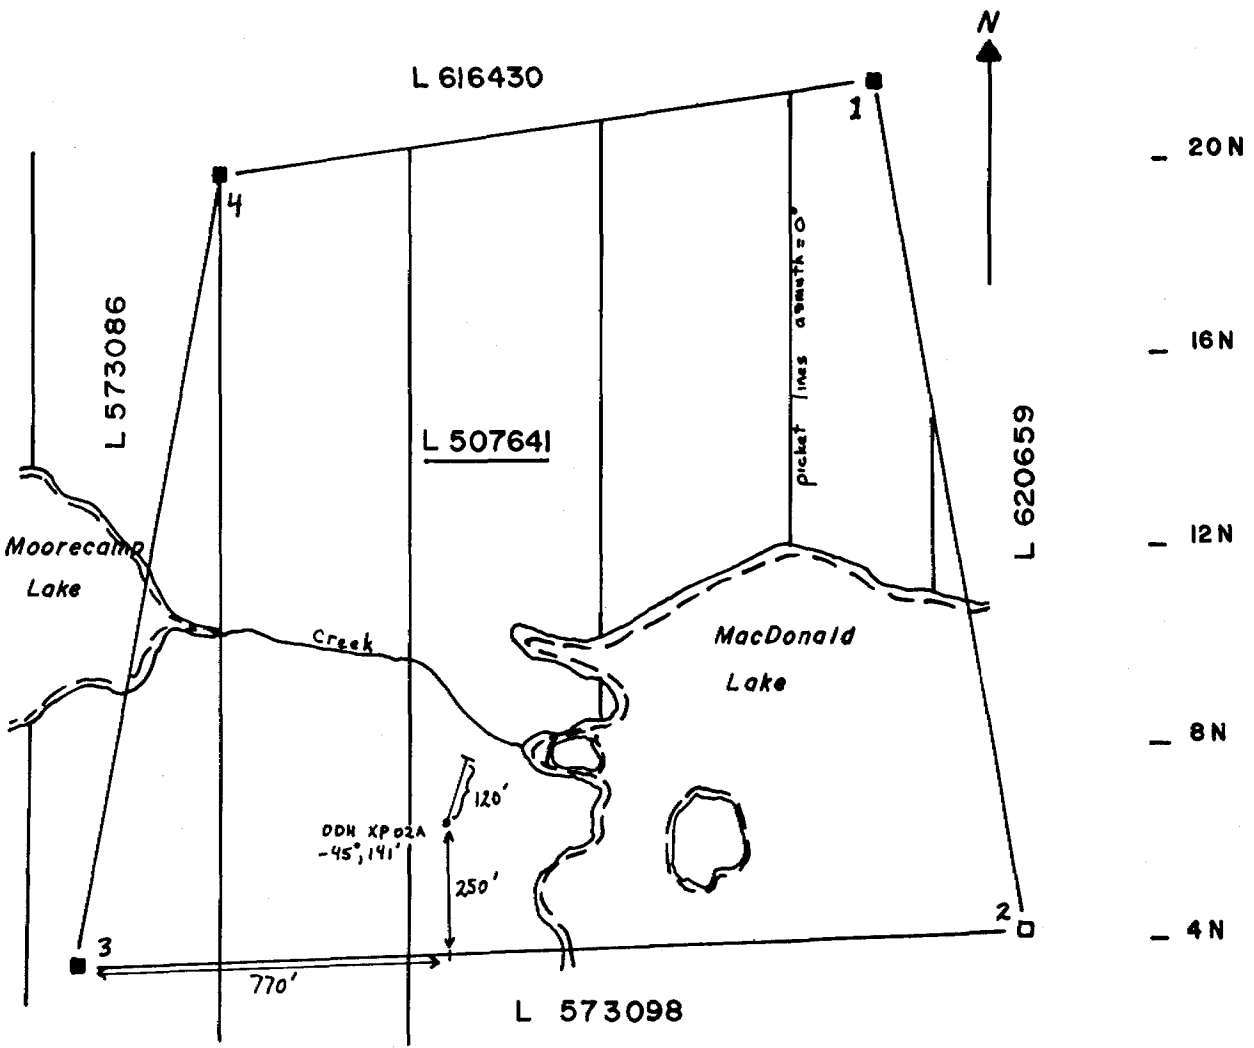 N
L 616430
1
20N
4
picket lines azmuth = 0°
L 573086
16N
L 507641
L 620659
12N
Moorecamp
Lake
Creek
MacDonald
Lake
8N
120'
DDH XP02A
-45°, 141'
250'
2
4N
3
770'
L 573098